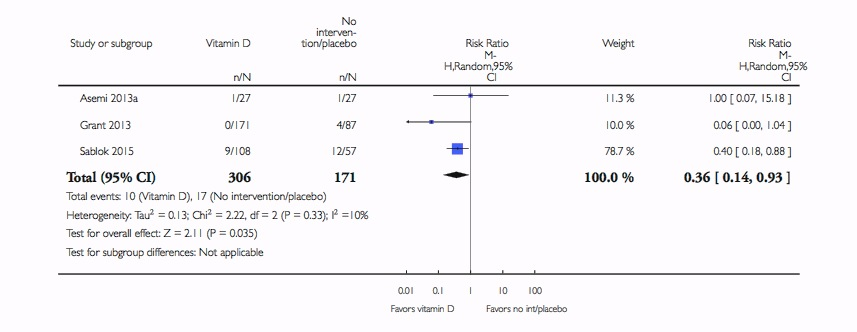 Study or subgroup Vitamin D No interven-tion/placebo Risk Ratio Weight Risk Ratio
M-H,Random,95% CI M-H,Random,95% CI
n/N n/N
Asemi 2013a 1/27 1/27 11.3 % 1.00 [ 0.07, 15.18 ]
Grant 2013 0/171 4/87 10.0 % 0.06 [ 0.00, 1.04 ]
Sablok 2015 9/108 12/57 78.7 % 0.40 [ 0.18, 0.88 ]
Total (95% CI) 306 171 100.0 % 0.36 [ 0.14, 0.93 ]
Total events: 10 (Vitamin D), 17 (No intervention/placebo)
Heterogeneity: Tau² = 0.13; Chi² = 2.22, df = 2 (P = 0.33); I² =10%
Test for overall effect: Z = 2.11 (P = 0.035)
Test for subgroup differences: Not applicable
0.01 0.1 1 10 100
Favors vitamin D Favors no int/placebo